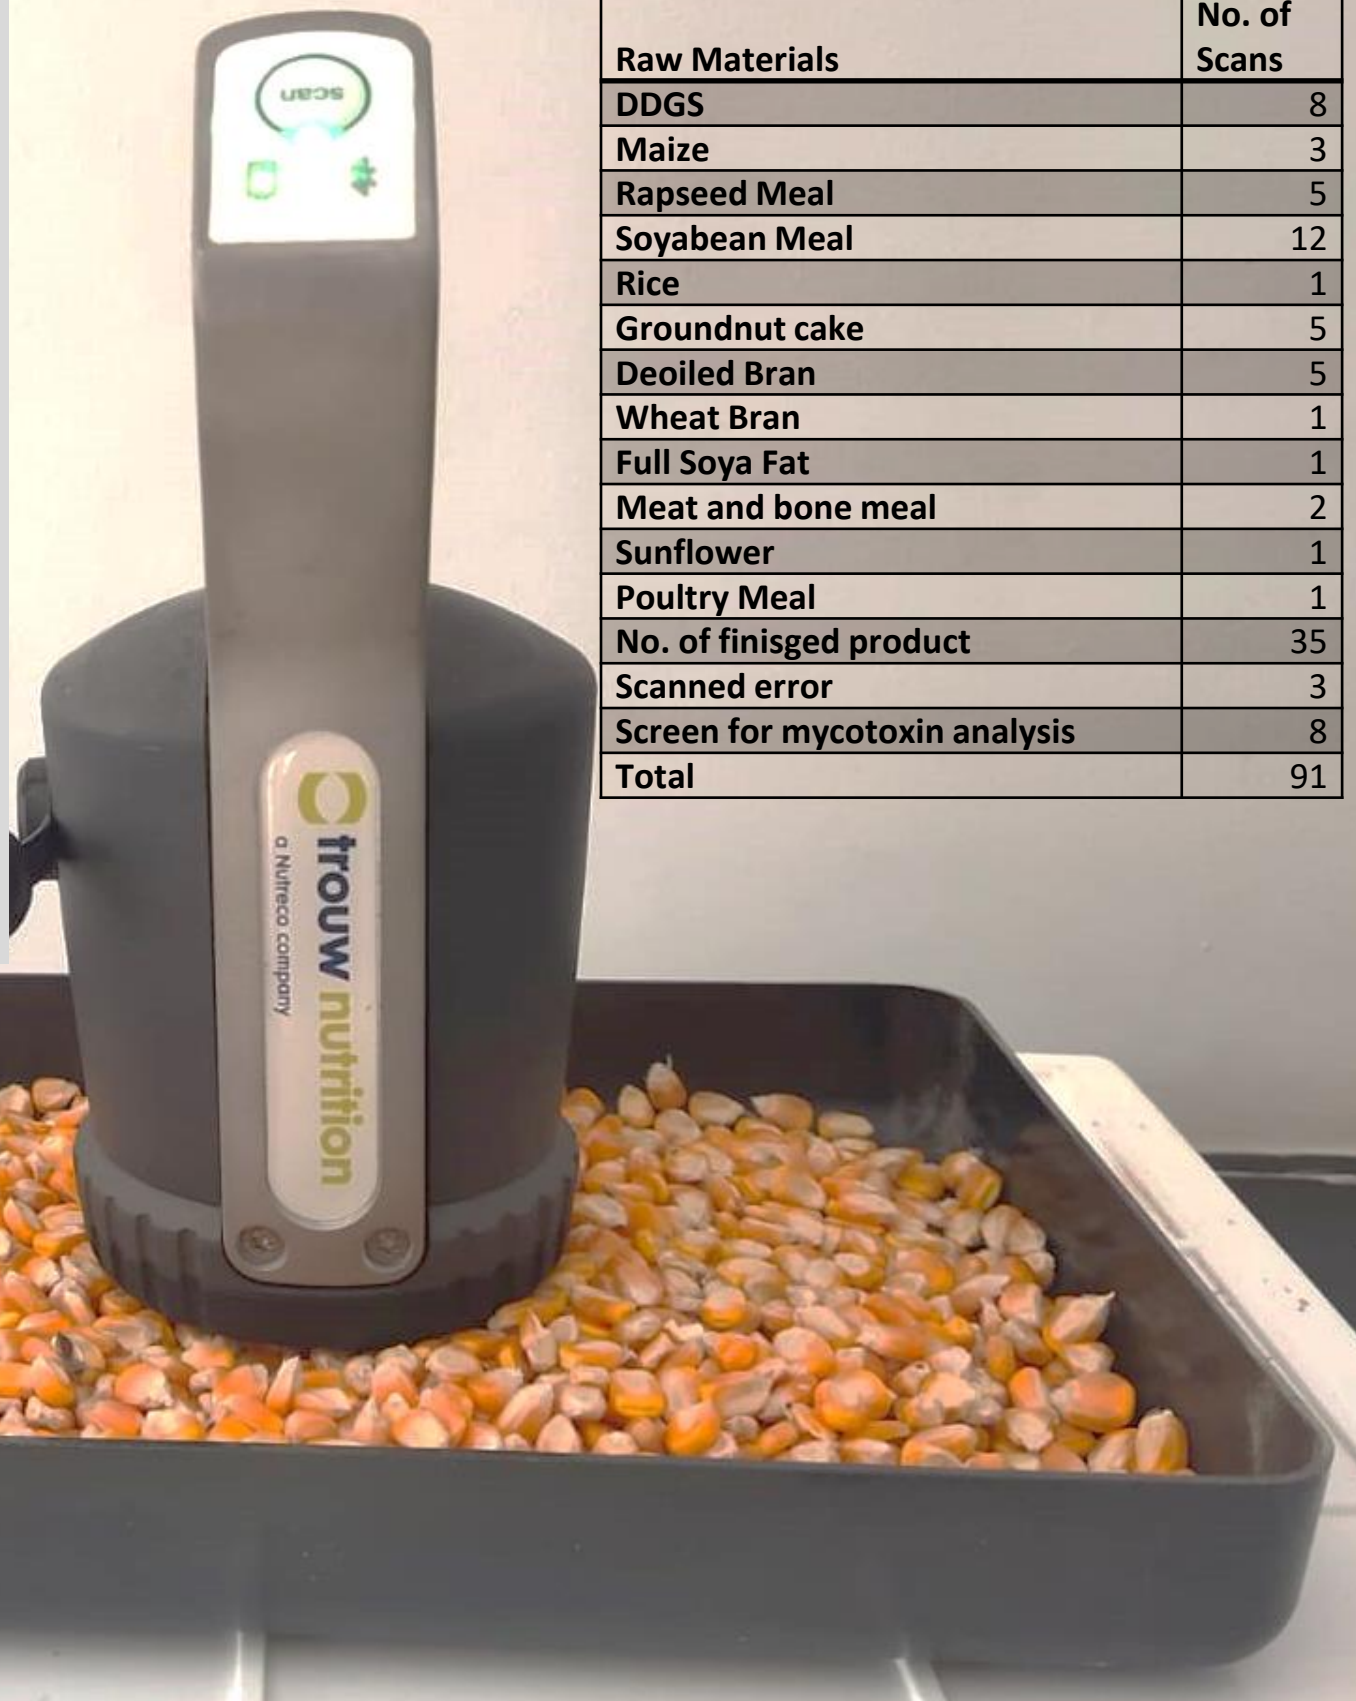 scan
trouw nutrition
a Nutreco company
Raw Materials No. of Scans
DDGS 8
Maize 3
Rapseed Meal 5
Soyabean Meal 12
Rice 1
Groundnut cake 5
Deoiled Bran 5
Wheat Bran 1
Full Soya Fat 1
Meat and bone meal 2
Sunflower 1
Poultry Meal 1
No. of finisged product 35
Scanned error 3
Screen for mycotoxin analysis 8
Total 91